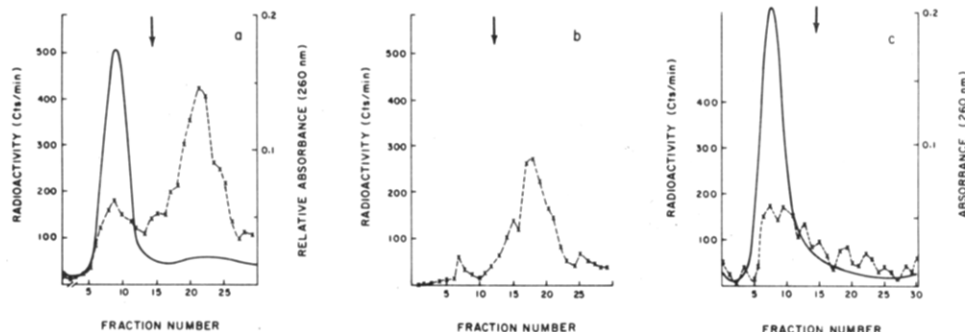 a
RADIOACTIVITY (Cts/min)
500
400
300
200
100
5 10 15 20 25
FRACTION NUMBER
0.2
0.1
RELATIVE ABSORBANCE (260 nm)
b
RADIOACTIVITY (Cts/min)
500
400
300
200
100
5 10 15 20 25
FRACTION NUMBER
c
RADIOACTIVITY (Cts/min)
400
300
200
100
5 10 15 20 25 30
FRACTION NUMBER
0.2
0.1
ABSORBANCE (260 nm)